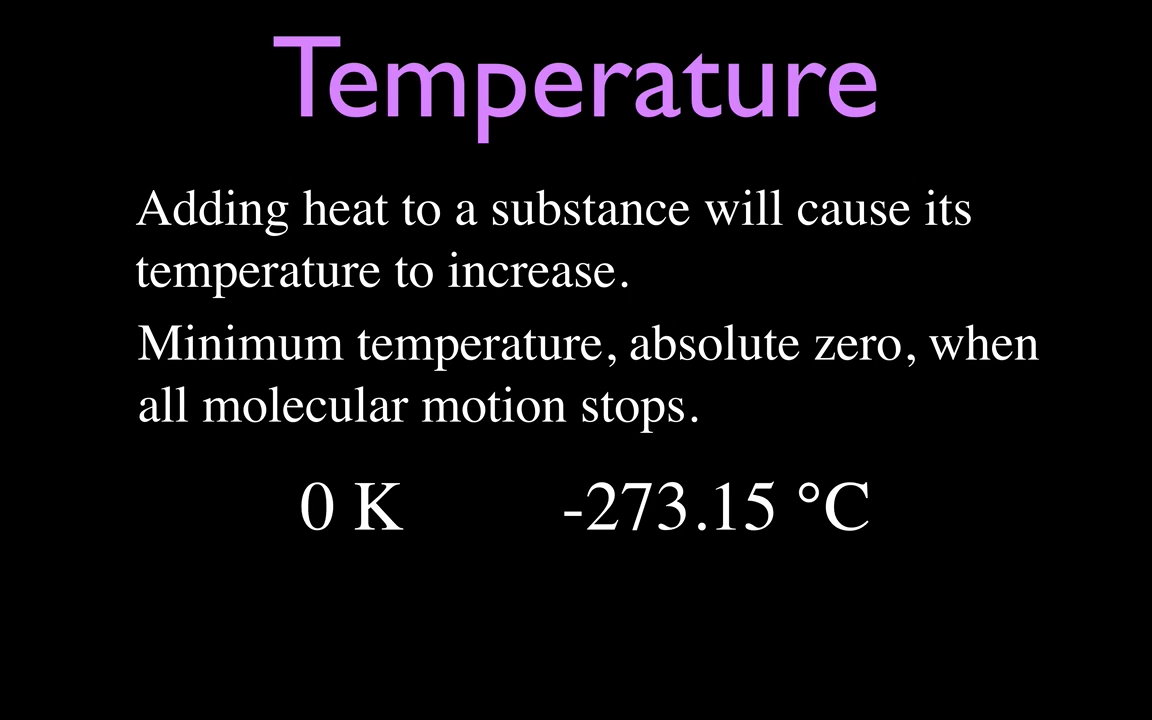 Temperature
Adding heat to a substance will cause its
temperature to increase.
Minimum temperature, absolute zero, when
all molecular motion stops.
0 K -273.15 °C